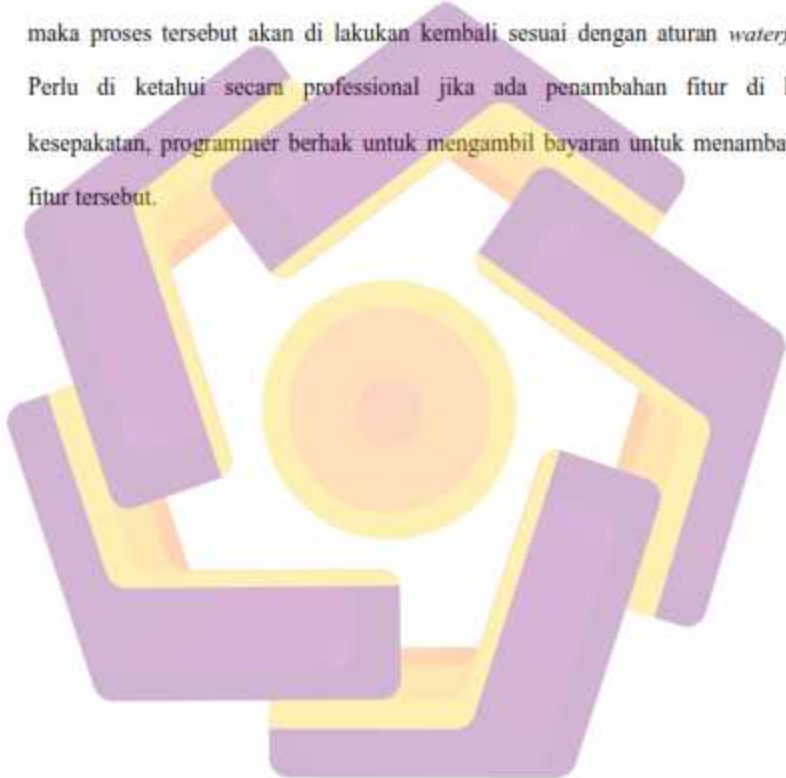 maka proses tersebut akan di lakukan kembali sesuai dengan aturan
Perlu di ketahui secara professional jika ada penambahan fitur di
kesepakatan, programmer berhak untuk mengambil bayaran untuk
fitur tersebut.